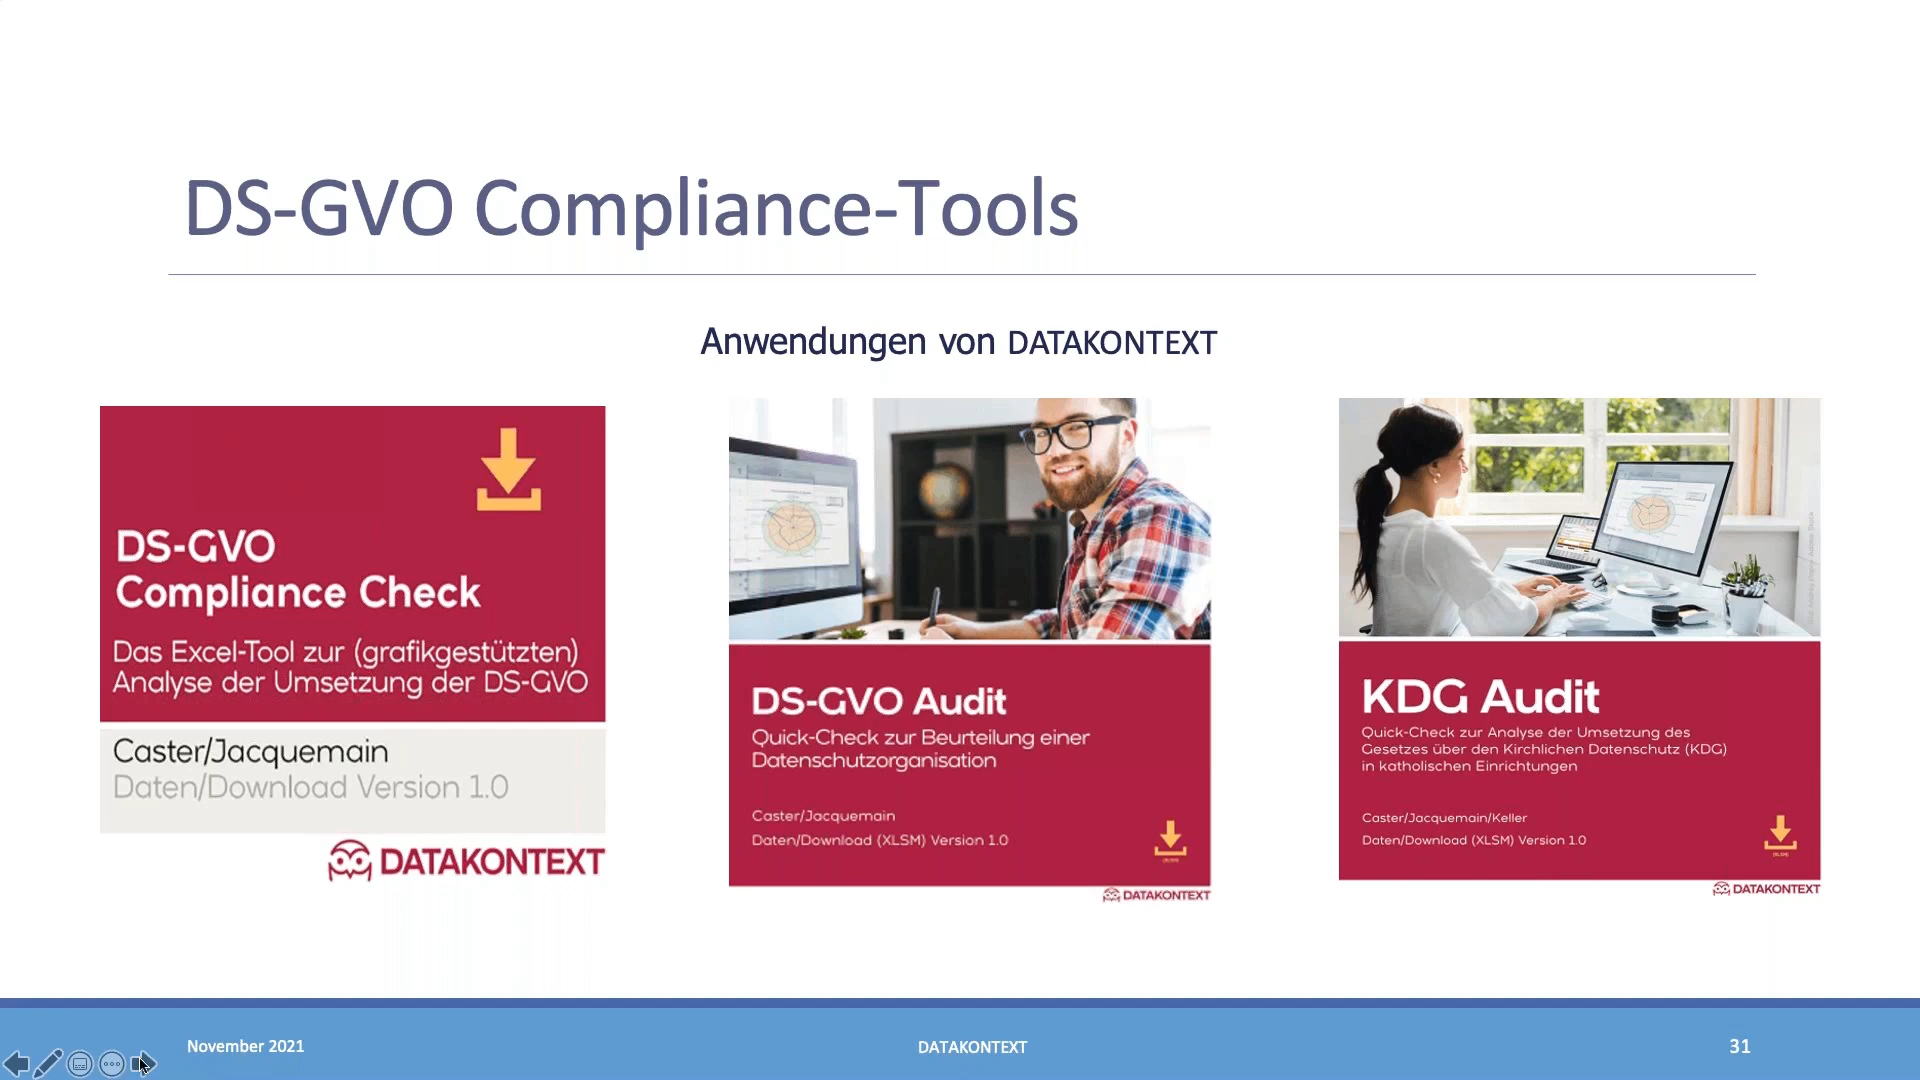 DS-GVO Compliance-Tools
Anwendungen von DATAKONTEXT
DS-GVO
Compliance Check
Das Excel-Tool zur (grafikgestützten)
Analyse der Umsetzung der DS-GVO
Caster/Jacquemain
Daten/Download Version 1.0
DATAKONTEXT
DS-GVO Audit
Quick-Check zur Beurteilung einer
Datenschutzorganisation
Caster/Jacquemain
Daten/Download (XLSM) Version 1.0
DATAKONTEXT
KDG Audit
Quick-Check zur Analyse der Umsetzung des
Gesetzes über den Kirchlichen Datenschutz (KDG)
in katholischen Einrichtungen
Caster/Jacquemain/Keller
Daten/Download (XLSM) Version 1.0
DATAKONTEXT
November 2021
DATAKONTEXT
31